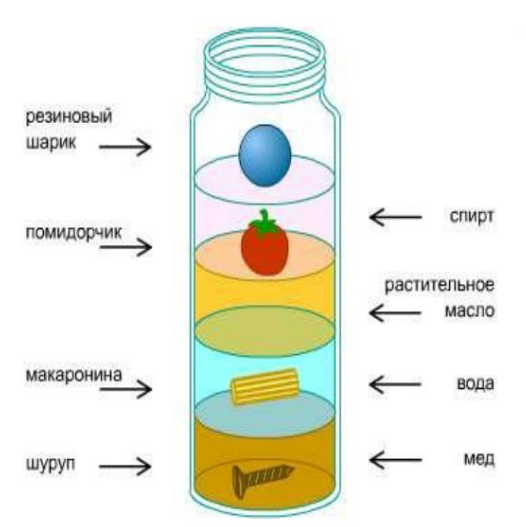 резиновый
шарик
спирт
помидорчик
растительное
масло
макаронина
вода
шуруп
мед